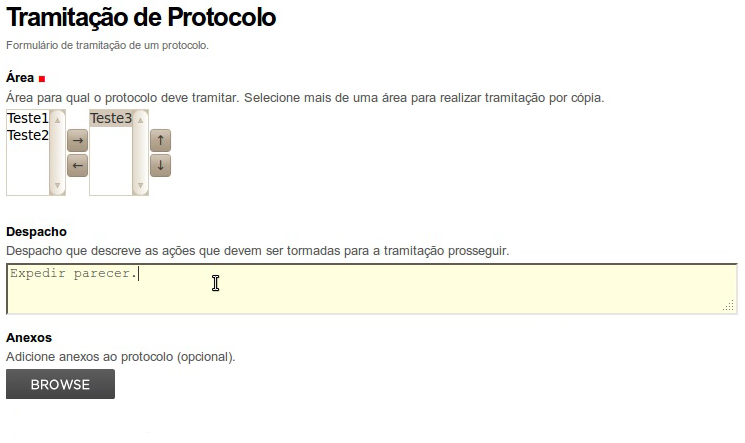 Tramitação de Protocolo
Formulário de tramitação de um protocolo.
Área
Área para qual o protocolo deve tramitar. Selecione mais de uma área para realizar tramitação por cópia.
Teste1 → Teste3 ↑
Teste2 ← ↓
Despacho
Despacho que descreve as ações que devem ser tormadas para a tramitação prosseguir.
Expedir parecer.
Anexos
Adicione anexos ao protocolo (opcional).
BROWSE